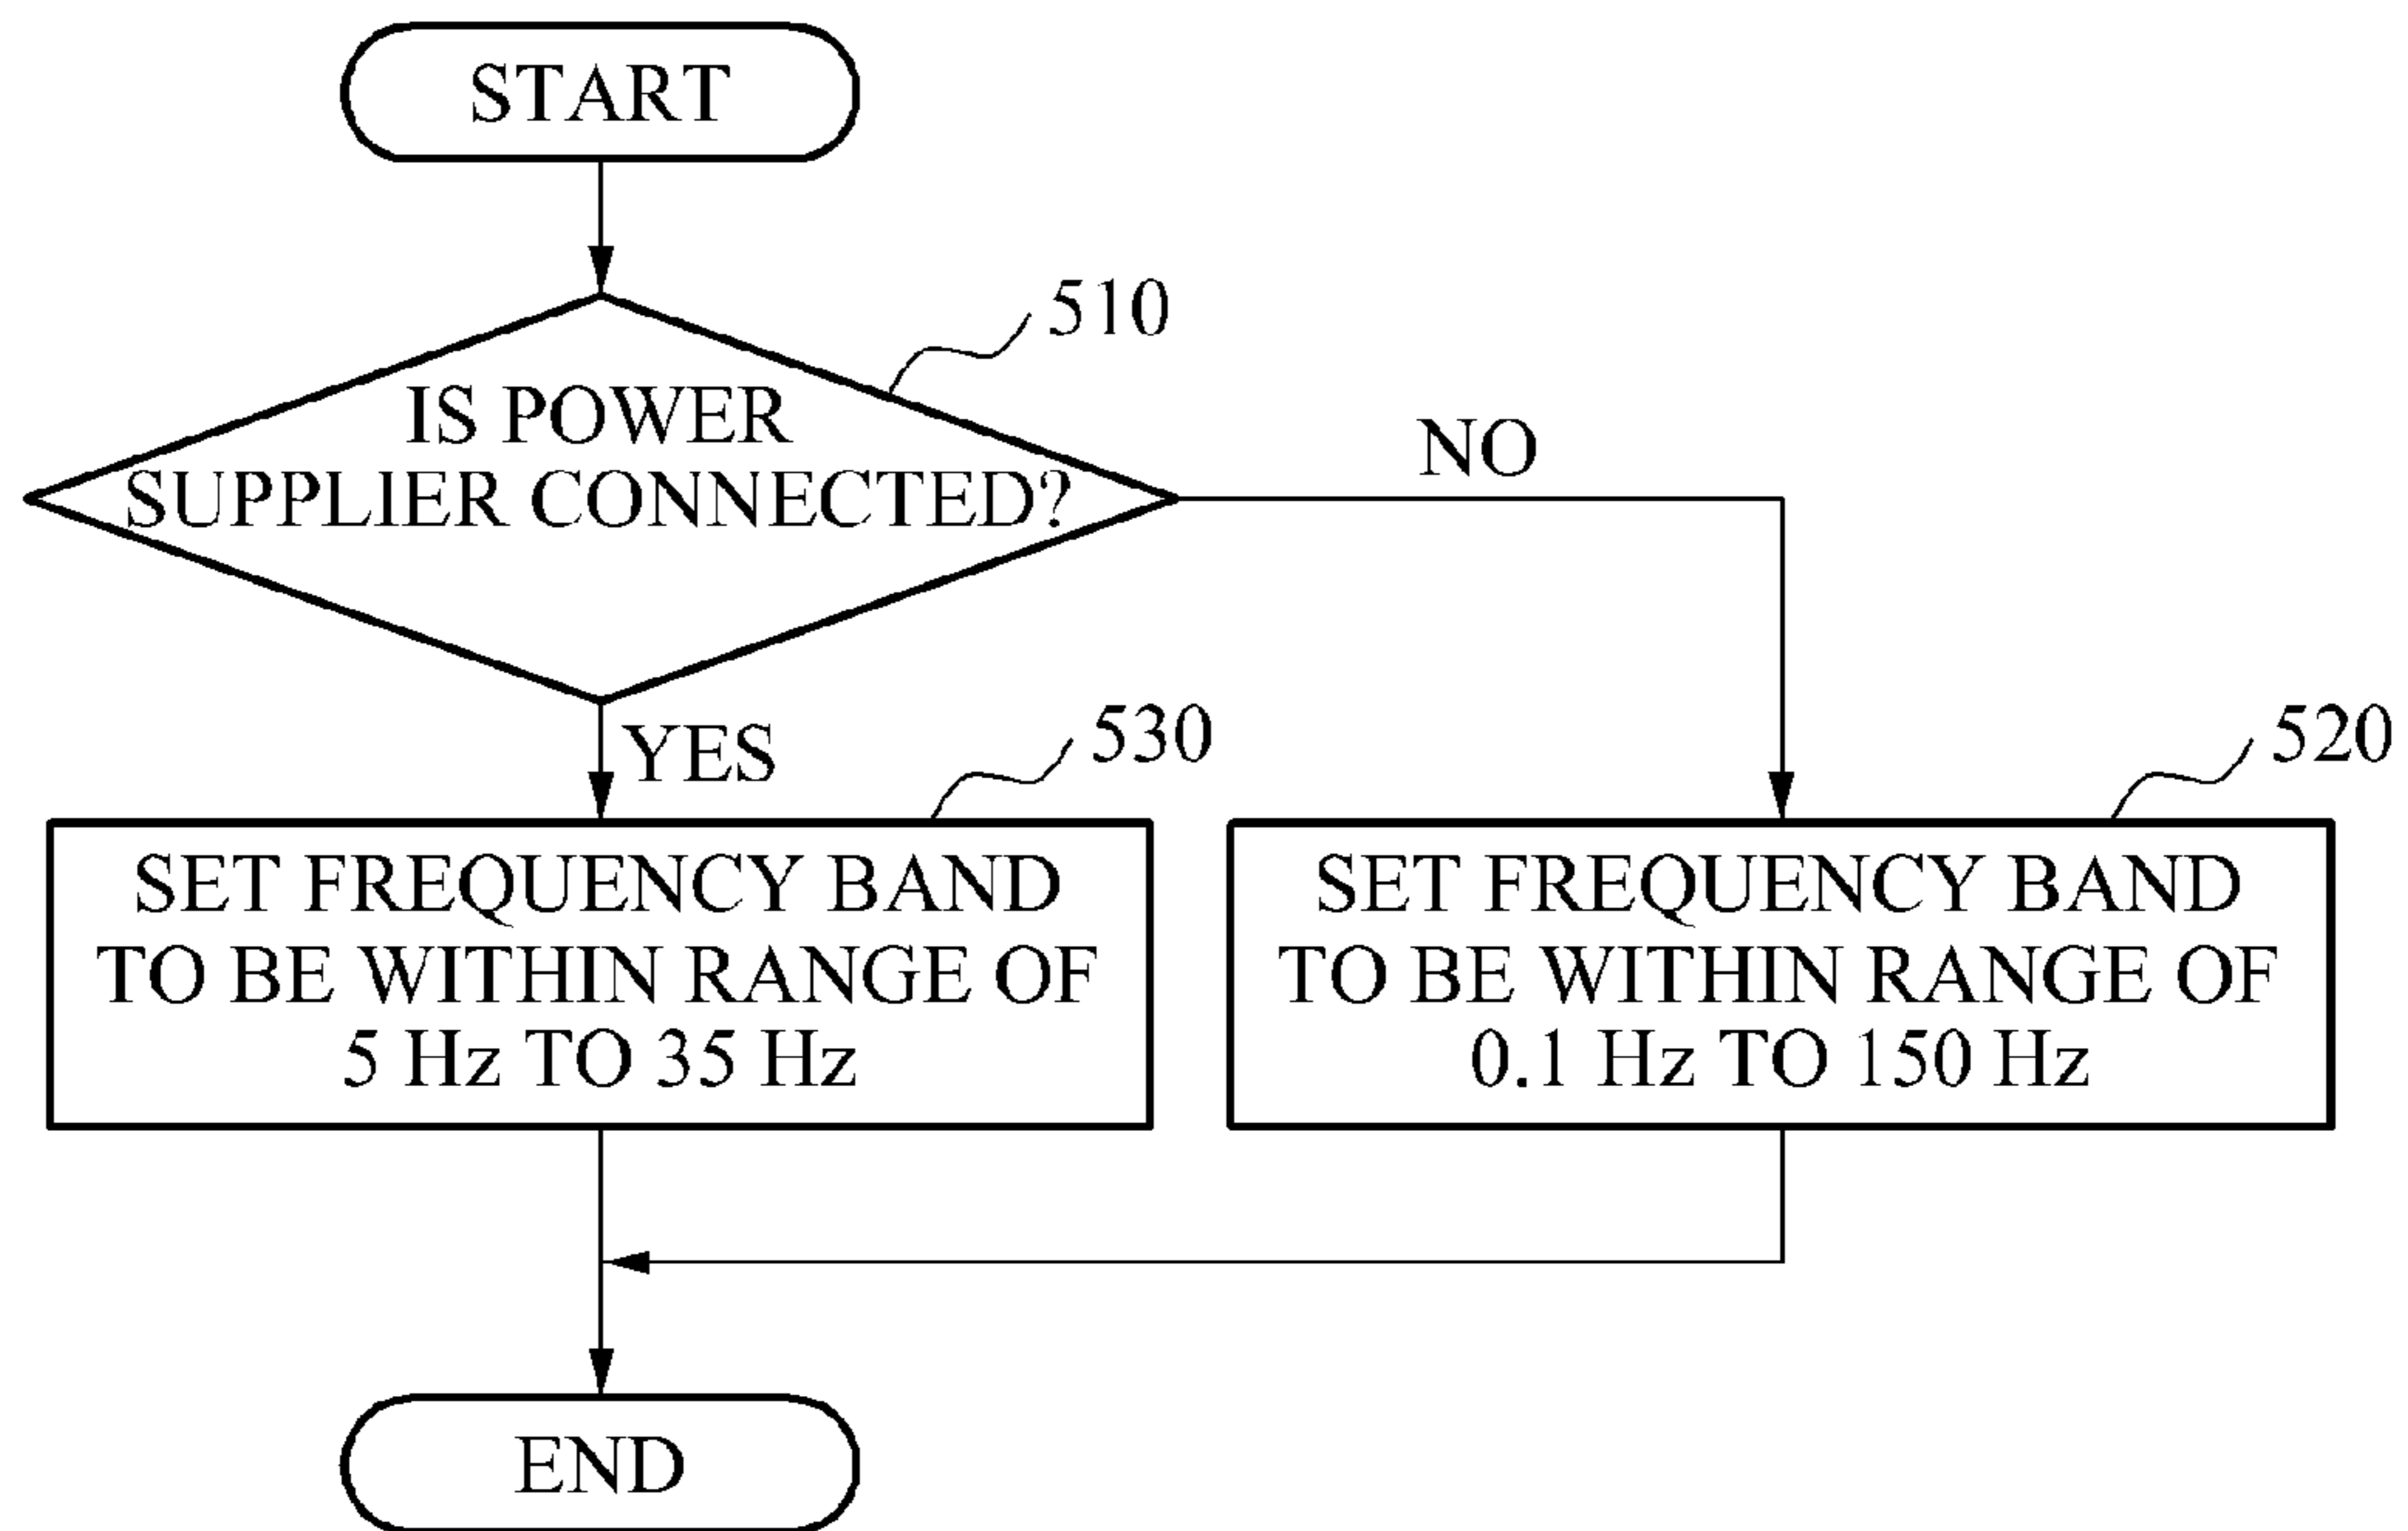 START
510
IS POWER
SUPPLIER CONNECTED?
NO
YES
530
520
SET FREQUENCY BAND
TO BE WITHIN RANGE OF
5 Hz TO 35 Hz
SET FREQUENCY BAND
TO BE WITHIN RANGE OF
0.1 Hz TO 150 Hz
END